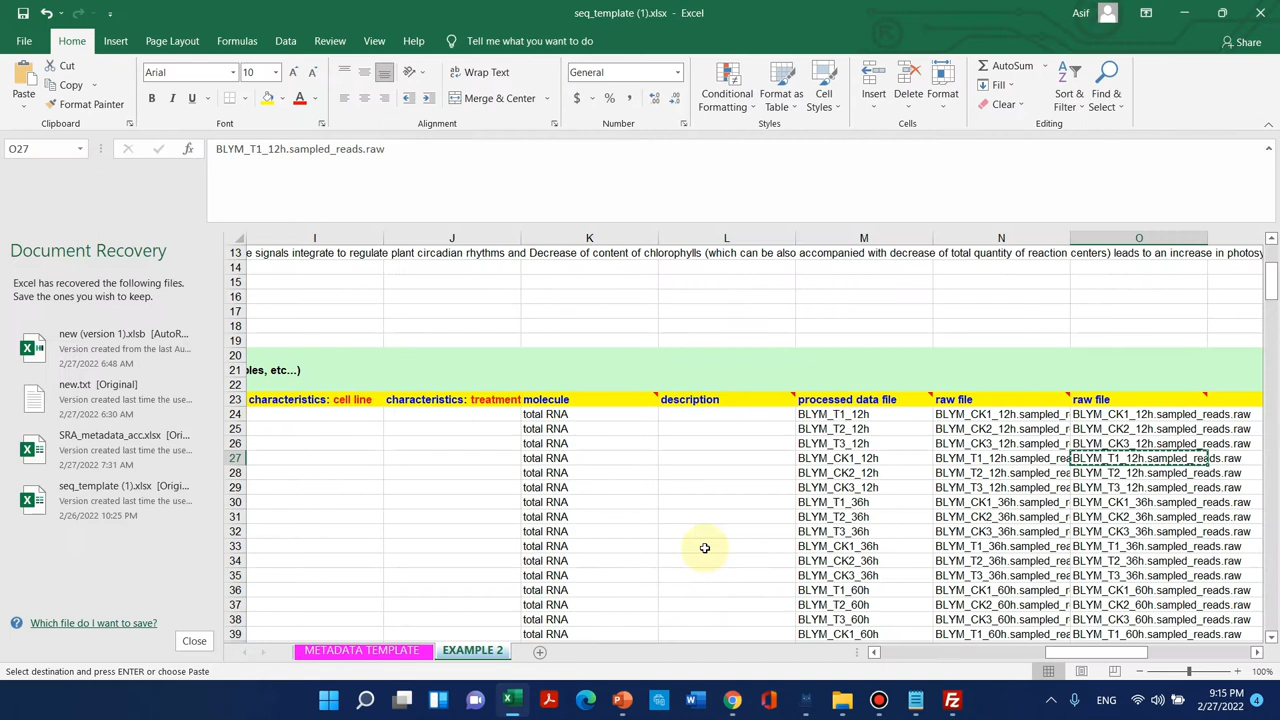 seq_template (1).xlsx - Excel
Asif
File Home Insert Page Layout Formulas Data Review View Help Tell me what you want to do Share
Paste Cut Copy Format Painter Clipboard
Arial 10 B I U Font
Wrap Text Merge & Center Alignment
General $ % Number
Conditional Formatting Format as Table Cell Styles Styles
Insert Delete Format Cells
AutoSum Fill Clear Sort & Filter Find & Select Editing
O27 fx BLYM_T1_12h.sampled_reads.raw
Document Recovery
Excel has recovered the following files.
Save the ones you wish to keep.
new (version 1).xlsb [AutoR...
Version created from the last Au...
2/27/2022 6:48 AM
new.txt [Original]
Version created last time the use...
2/27/2022 6:30 AM
SRA_metadata_acc.xlsx [Ori...
Version created last time the use...
2/27/2022 7:31 AM
seq_template (1).xlsx [Origi...
Version created last time the use...
2/26/2022 10:25 PM
Which file do I want to save?
Close
I J K L M N O
13 e signals integrate to regulate plant circadian rhythms and Decrease of content of chlorophylls (which can be also accompanied with decrease of total quantity of reaction centers) leads to an increase in photosy
14
15
16
17
18
19
20
21 les, etc...)
22
23 characteristics: cell line characteristics: treatment molecule description processed data file raw file raw file
24 total RNA BLYM_T1_12h BLYM_CK1_12h.sampled_rea BLYM_CK1_12h.sampled_reads.raw
25 total RNA BLYM_T2_12h BLYM_CK2_12h.sampled_rea BLYM_CK2_12h.sampled_reads.raw
26 total RNA BLYM_T3_12h BLYM_CK3_12h.sampled_rea BLYM_CK3_12h.sampled_reads.raw
27 total RNA BLYM_CK1_12h BLYM_T1_12h.sampled_rea BLYM_T1_12h.sampled_reads.raw
28 total RNA BLYM_CK2_12h BLYM_T2_12h.sampled_rea BLYM_T2_12h.sampled_reads.raw
29 total RNA BLYM_CK3_12h BLYM_T3_12h.sampled_rea BLYM_T3_12h.sampled_reads.raw
30 total RNA BLYM_T1_36h BLYM_CK1_36h.sampled_r BLYM_CK1_36h.sampled_reads.raw
31 total RNA BLYM_T2_36h BLYM_CK2_36h.sampled_r BLYM_CK2_36h.sampled_reads.raw
32 total RNA BLYM_T3_36h BLYM_CK3_36h.sampled_r BLYM_CK3_36h.sampled_reads.raw
33 total RNA BLYM_CK1_36h BLYM_T1_36h.sampled_rea BLYM_T1_36h.sampled_reads.raw
34 total RNA BLYM_CK2_36h BLYM_T2_36h.sampled_rea BLYM_T2_36h.sampled_reads.raw
35 total RNA BLYM_CK3_36h BLYM_T3_36h.sampled_rea BLYM_T3_36h.sampled_reads.raw
36 total RNA BLYM_T1_60h BLYM_CK1_60h.sampled_r BLYM_CK1_60h.sampled_reads.raw
37 total RNA BLYM_T2_60h BLYM_CK2_60h.sampled_r BLYM_CK2_60h.sampled_reads.raw
38 total RNA BLYM_T3_60h BLYM_CK3_60h.sampled_r BLYM_CK3_60h.sampled_reads.raw
39 total RNA BLYM_CK1_60h BLYM_T1_60h.sampled_rea BLYM_T1_60h.sampled_reads.raw
METADATA TEMPLATE EXAMPLE 2
Select destination and press ENTER or choose Paste 100%
ENG 9:15 PM
2/27/2022 4